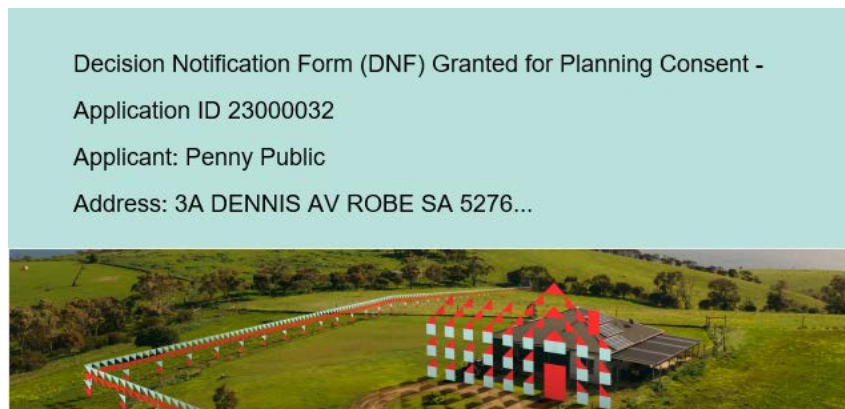 Decision Notification Form (DNF) Granted for Planning Consent -
Application ID 23000032
Applicant: Penny Public
Address: 3A DENNIS AV ROBE SA 5276...